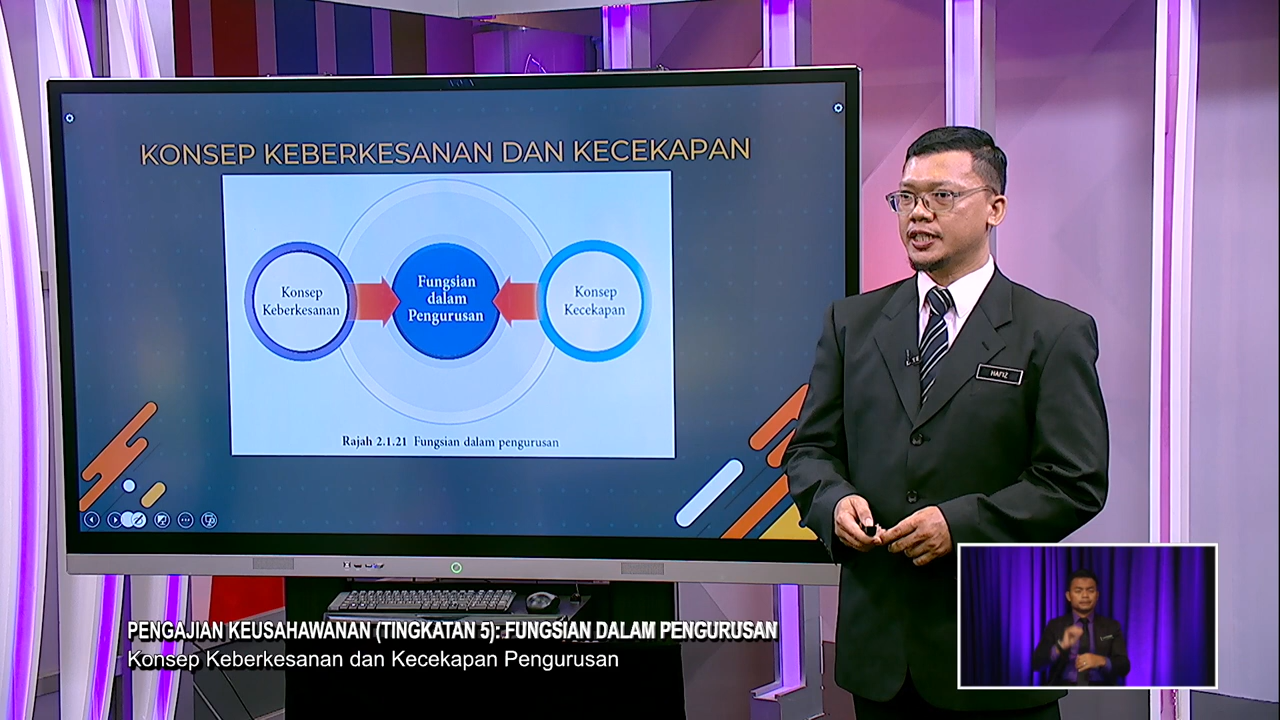 KONSEP KEBERKESANAN DAN KECEKAPAN
Konsep
Keberkesanan
Fungsian
dalam
Pengurusan
Konsep
Kecekapan
Rajah 2.1.21 Fungsian dalam pengurusan
HAFIZ
PENGAJIAN KEUSAHAWANAN (TINGKATAN 5): FUNGSIAN DALAM PENGURUSAN
Konsep Keberkesanan dan Kecekapan Pengurusan